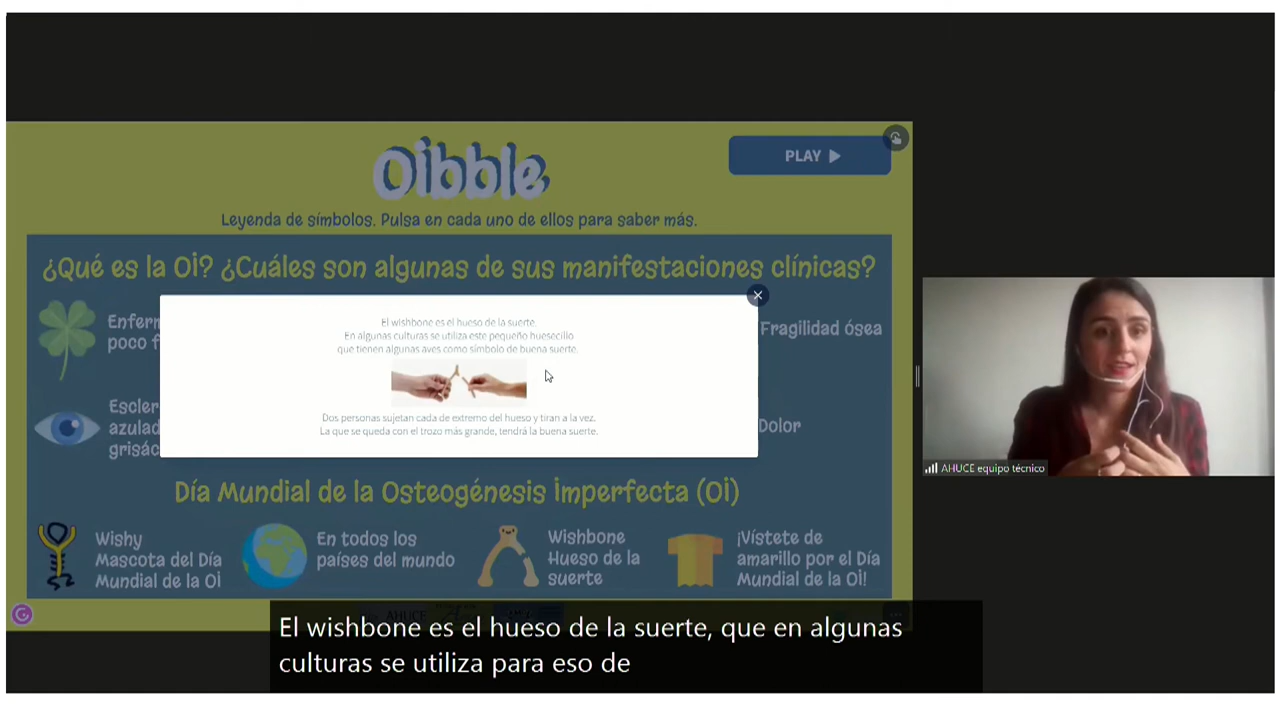 Oibble
PLAY
Leyenda de símbolos. Pulsa en cada uno de ellos para saber más.
¿Qué es la OI? ¿Cuáles son algunas de sus manifestaciones clínicas?
Enferm
poco f
El wishbone es el hueso de la suerte.
En algunas culturas se utiliza este pequeño huesecillo
que tienen algunas aves como símbolo de buena suerte.
Fragilidad ósea
Escler
azulad
grisác
Dos personas sujetan cada de extremo del hueso y tiran a la vez.
La que se queda con el trozo más grande, tendrá la buena suerte.
Dolor
AHUCE equipo técnico
Día Mundial de la Osteogénesis Imperfecta (OI)
Wishy
Mascota del Día
Mundial de la OI
En todos los
países del mundo
Wishbone
Hueso de la
suerte
¡Vístete de
amarillo por el Día
Mundial de la OI!
AHUCE
El wishbone es el hueso de la suerte, que en algunas
culturas se utiliza para eso de